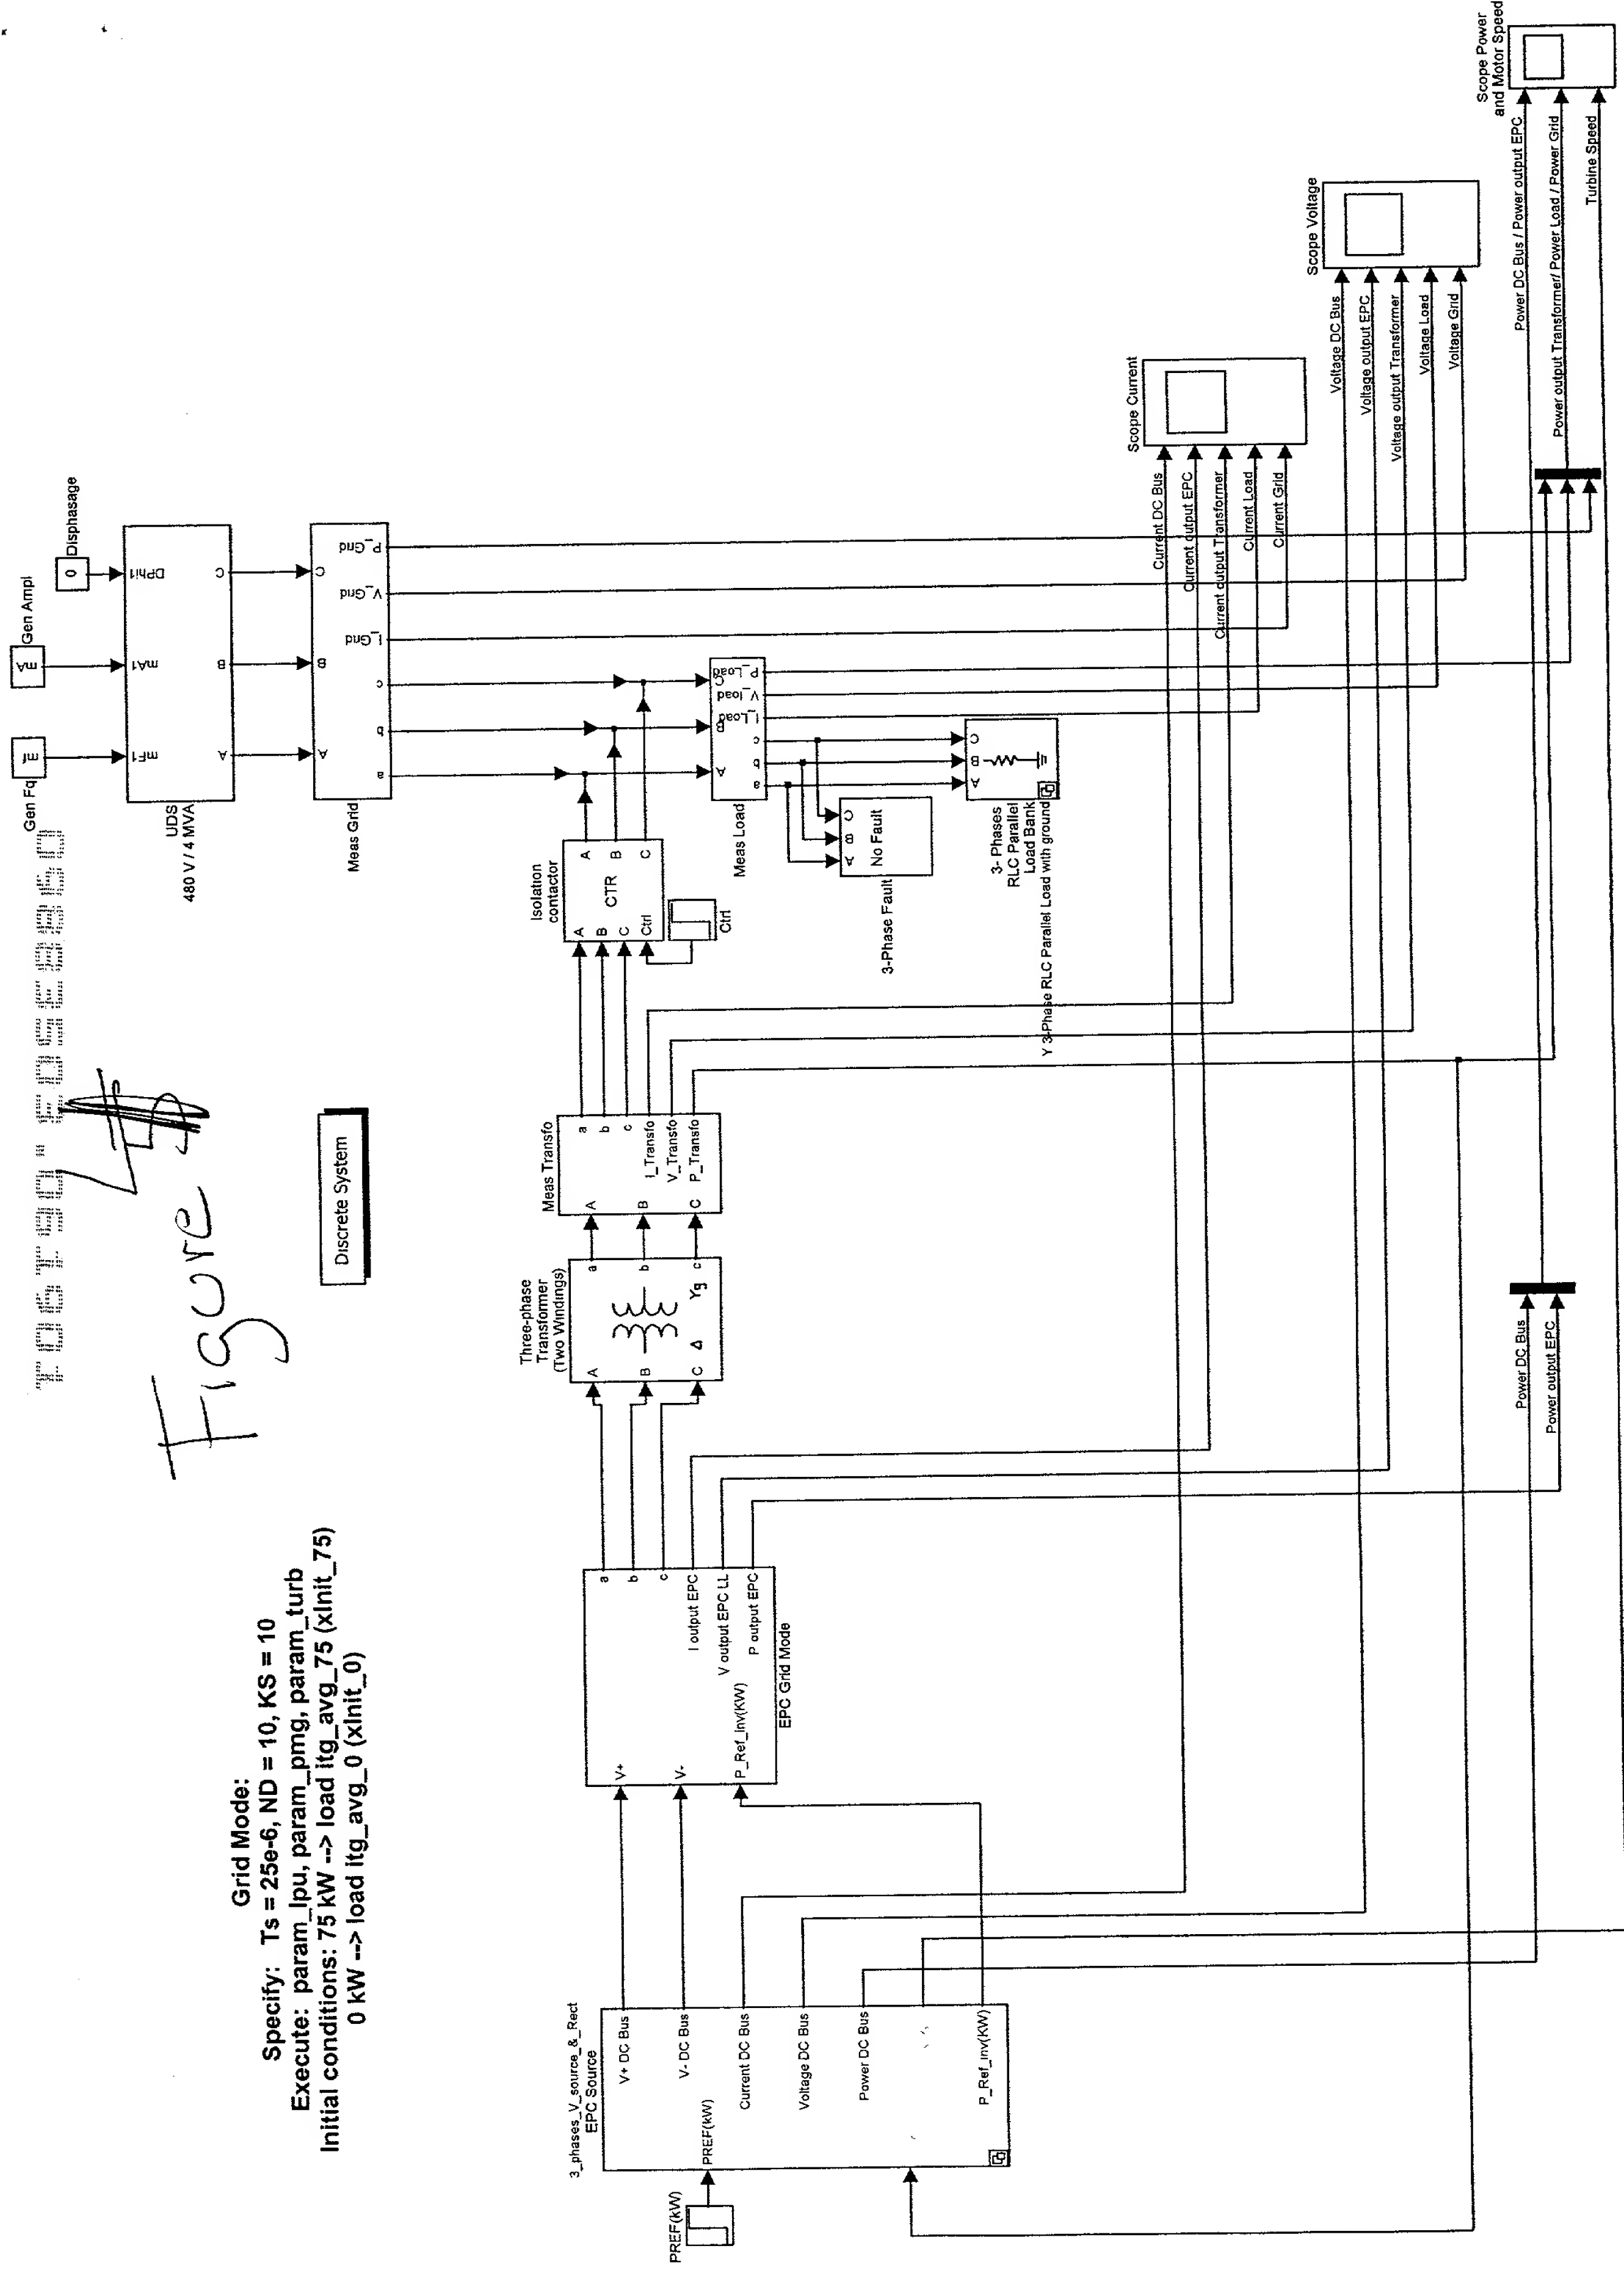 Figure
Grid Mode:
Specify: Ts = 25e-6, ND = 10, KS = 10
Execute: param_lpu, param_pmg, param_turb
Initial conditions: 75 kW --> load itg_avg_75 (xInit_75)
0 kW --> load itg_avg_0 (xInit_0)
Discrete System
PREF(kW)
3_phases_V_source_&_Rect
EPC Source
PREF(kW)
V+ DC Bus
V- DC Bus
Current DC Bus
Voltage DC Bus
Power DC Bus
P_Ref_inv(KW)
V+
V-
P_Ref_Inv(KW)
a
b
c
I output EPC
V output EPC LL
P output EPC
EPC Grid Mode
Three-phase
Transformer
(Two Windings)
A
B
C
Δ
Yg
a
b
c
Meas Transfo
A
B
C
a
b
c
I_Transfo
V_Transfo
P_Transfo
Isolation
contactor
A
B
C
Ctrl
CTR
A
B
C
Ctrl
Gen Fq
mf
Gen Ampl
mA
Disphasage
0
mF1
mA1
DPhi1
A
B
C
UDS
480 V / 4 MVA
A
B
C
a
b
c
I_Grid
V_Grid
P_Grid
Meas Grid
A
B
C
a
b
c
I_Load
V_load
P_Load
Meas Load
A
B
C
No Fault
3-Phase Fault
A
B
C
3- Phases
RLC Parallel
Load Bank
Y 3-Phase RLC Parallel Load with ground
Scope Current
Current DC Bus
Current output EPC
Current output Transformer
Current Load
Current Grid
Scope Voltage
Voltage DC Bus
Voltage output EPC
Voltage output Transformer
Voltage Load
Voltage Grid
Power DC Bus
Power output EPC
Scope Power
and Motor Speed
Power DC Bus / Power output EPC
Power output Transformer/ Power Load / Power Grid
Turbine Speed